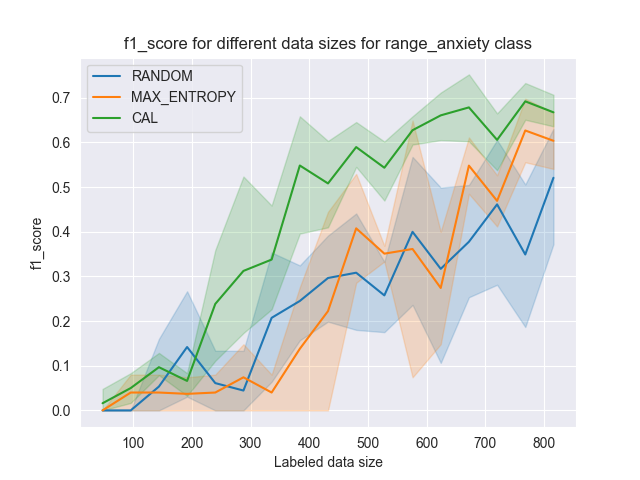 f1_score for different data sizes for range_anxiety class
RANDOM
MAX_ENTROPY
CAL
0.7
0.6
0.5
0.4
0.3
0.2
0.1
0.0
f1_score
100 200 300 400 500 600 700 800
Labeled data size